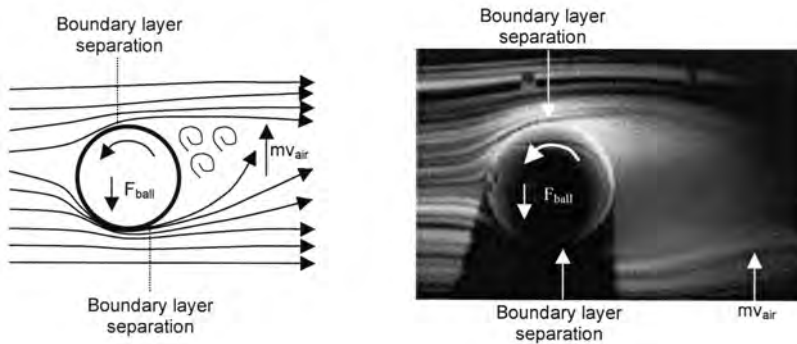 Boundary layer
separation
mv_air
F_ball
Boundary layer
separation
Boundary layer
separation
F_ball
Boundary layer
separation
mv_air